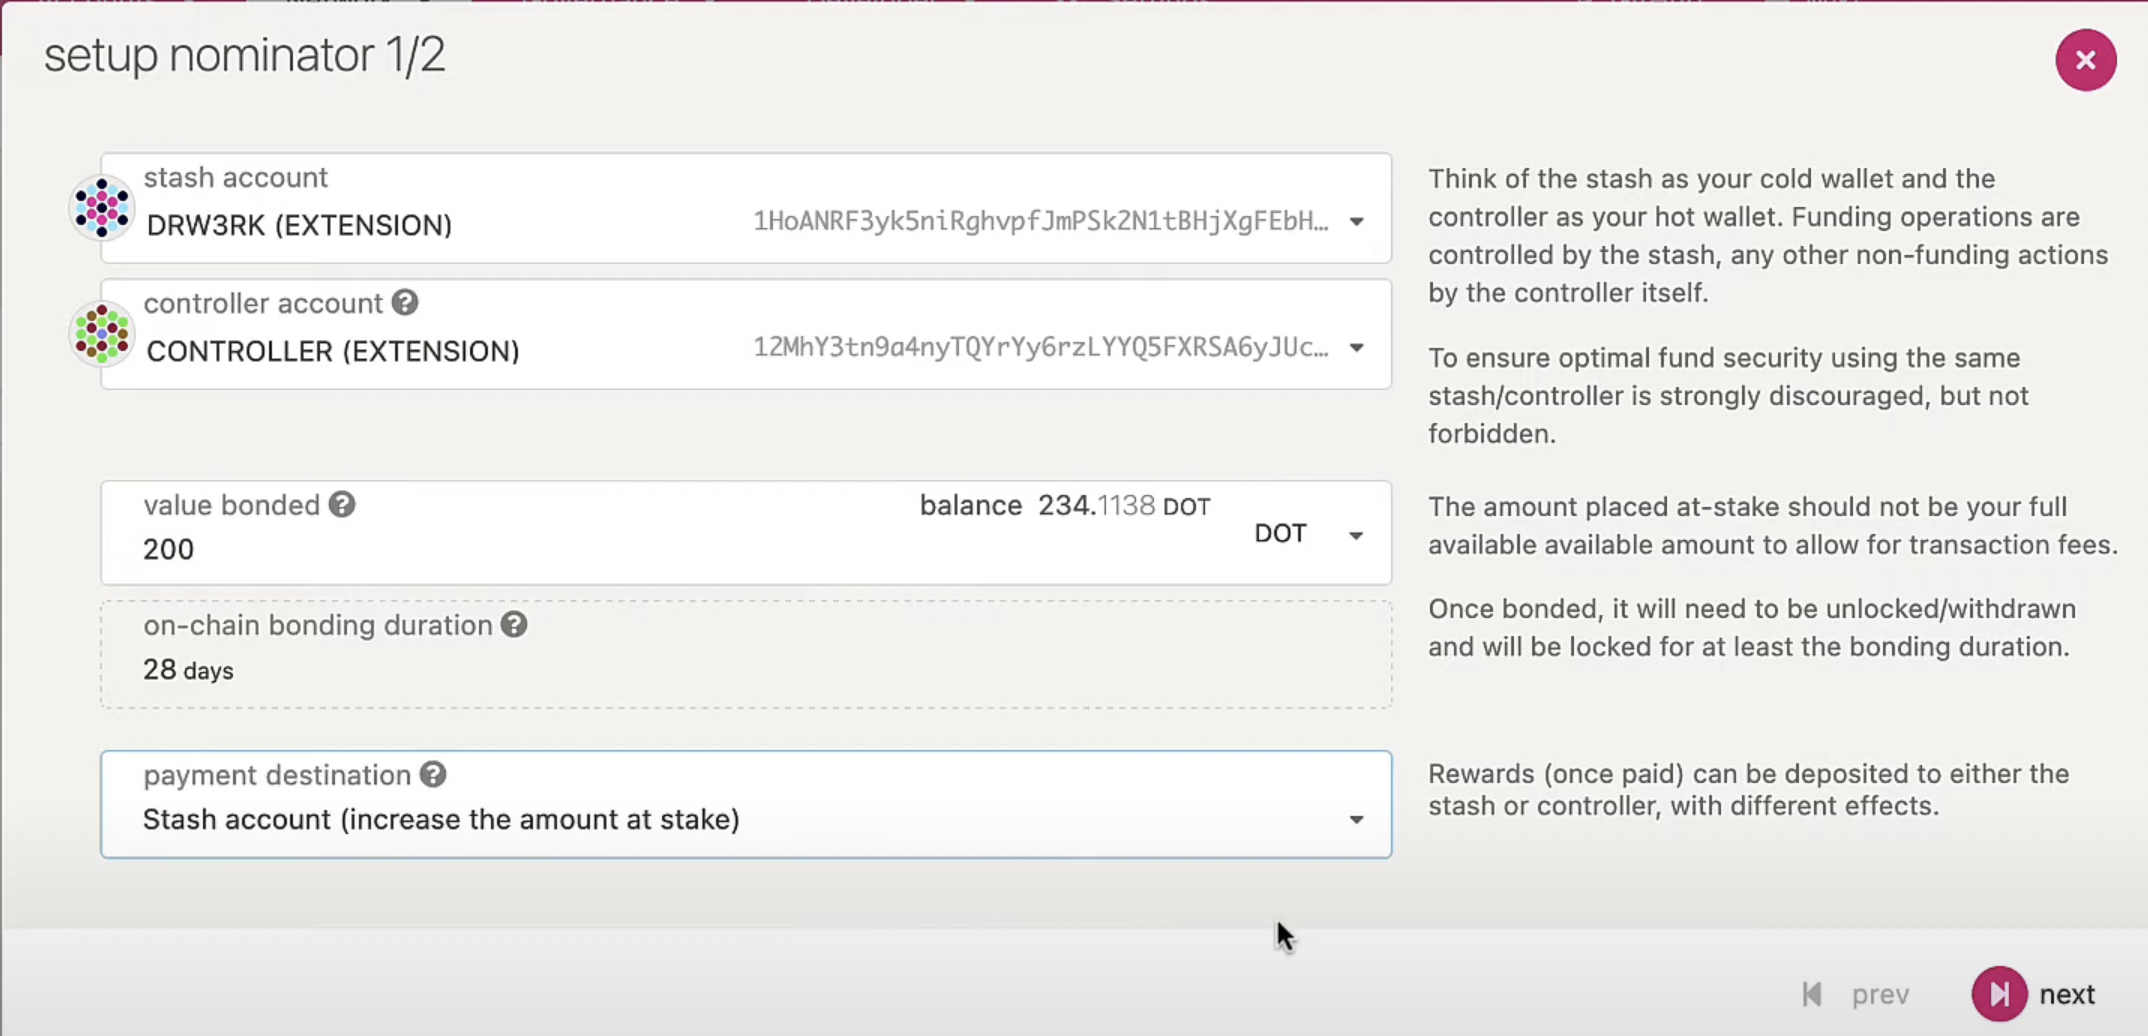 setup nominator 1/2
stash account
DRW3RK (EXTENSION)
1HoANRF3yk5niRghvpfJmPSk2N1tBHjXgFEbH...
controller account
CONTROLLER (EXTENSION)
12MhY3tn9a4nyTQYrYy6rzLYYQ5FXRSA6yJUc...
Think of the stash as your cold wallet and the
controller as your hot wallet. Funding operations are
controlled by the stash, any other non-funding actions
by the controller itself.
To ensure optimal fund security using the same
stash/controller is strongly discouraged, but not
forbidden.
value bonded
balance 234.1138 DOT
200
DOT
The amount placed at-stake should not be your full
available available amount to allow for transaction fees.
on-chain bonding duration
28 days
Once bonded, it will need to be unlocked/withdrawn
and will be locked for at least the bonding duration.
payment destination
Stash account (increase the amount at stake)
Rewards (once paid) can be deposited to either the
stash or controller, with different effects.
prev
next